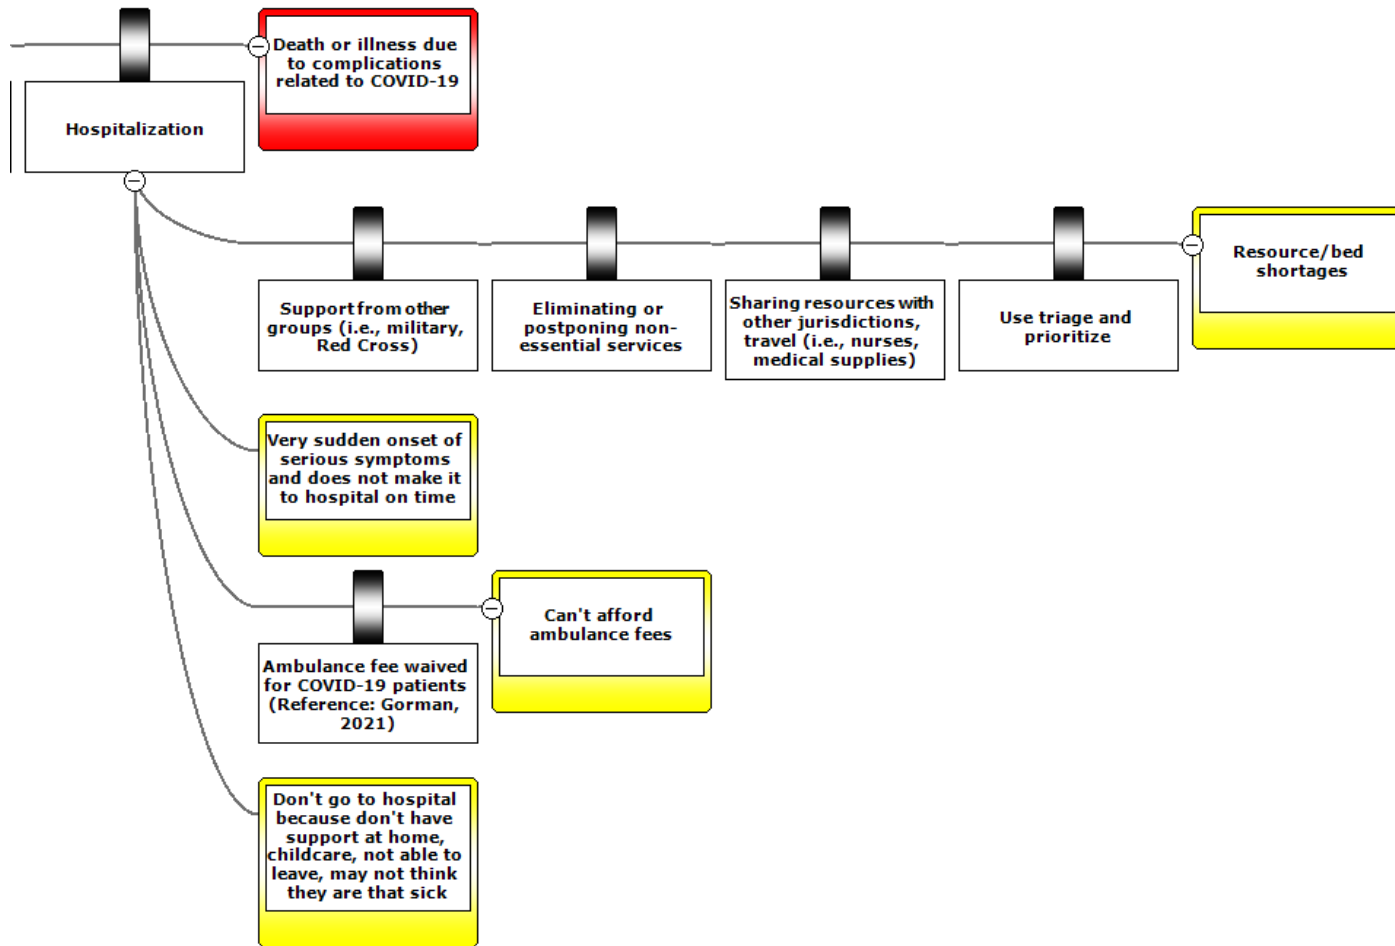 Death or illness due
to complications
related to COVID-19
Hospitalization
Support from other
groups (i.e., military,
Red Cross)
Eliminating or
postponing non-
essential services
Sharing resources with
other jurisdictions,
travel (i.e., nurses,
medical supplies)
Use triage and
prioritize
Resource/bed
shortages
Very sudden onset of
serious symptoms
and does not make it
to hospital on time
Ambulance fee waived
for COVID-19 patients
(Reference: Gorman,
2021)
Can't afford
ambulance fees
Don't go to hospital
because don't have
support at home,
childcare, not able to
leave, may not think
they are that sick